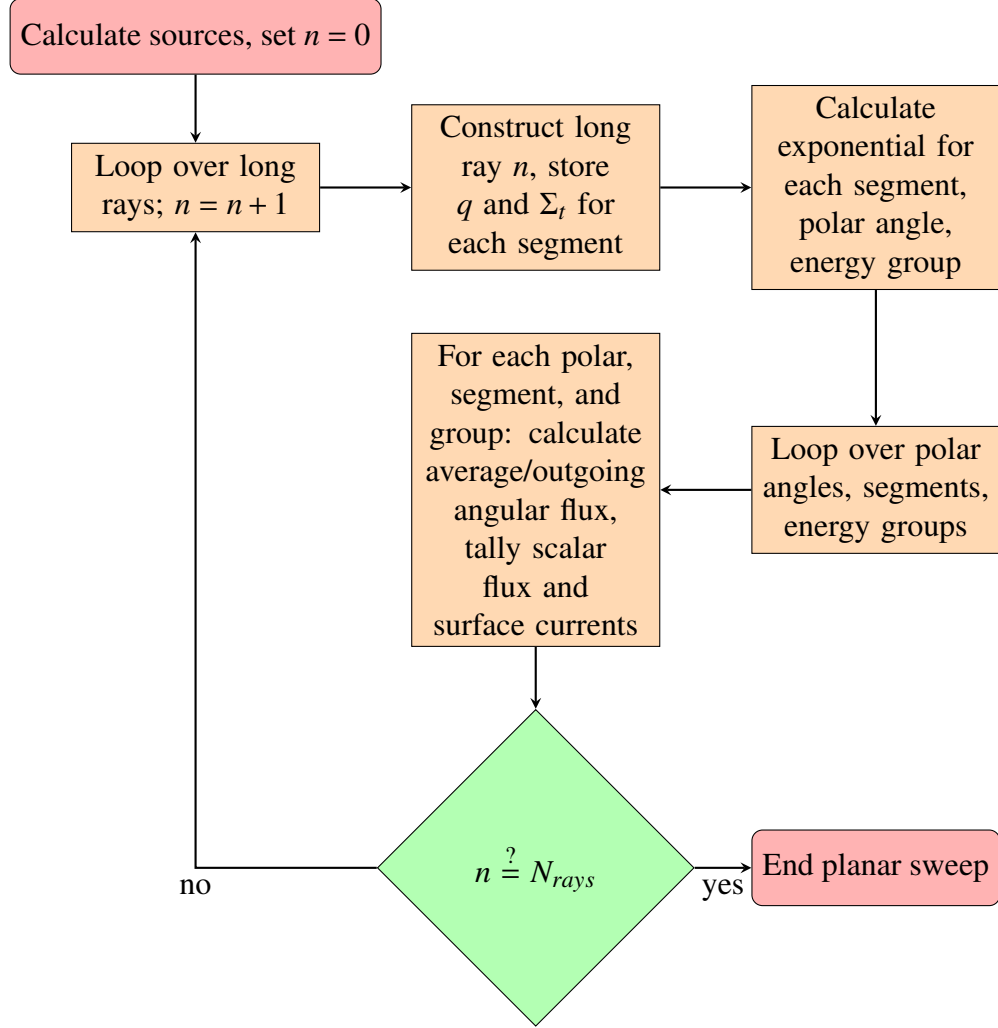 Calculate sources, set n = 0
Loop over long
rays; n = n + 1
Construct long
ray n, store
q and Σt for
each segment
Calculate
exponential for
each segment,
polar angle,
energy group
Loop over polar
angles, segments,
energy groups
For each polar,
segment, and
group: calculate
average/outgoing
angular flux,
tally scalar
flux and
surface currents
n ?= Nrays
no
yes
End planar sweep